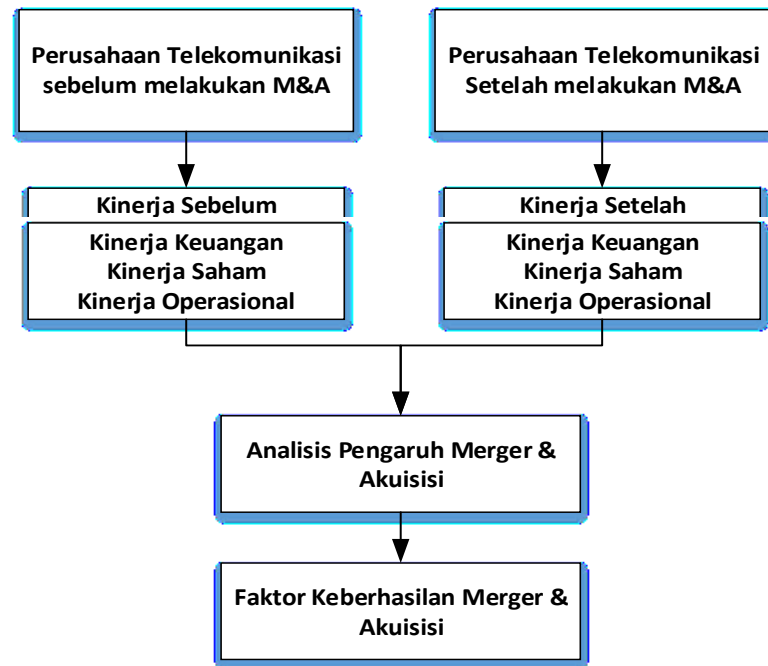 Perusahaan Telekomunikasi
sebelum melakukan M&A
Perusahaan Telekomunikasi
Setelah melakukan M&A
Kinerja Sebelum
Kinerja Keuangan
Kinerja Saham
Kinerja Operasional
Kinerja Setelah
Kinerja Keuangan
Kinerja Saham
Kinerja Operasional
Analisis Pengaruh Merger &
Akuisisi
Faktor Keberhasilan Merger &
Akuisisi